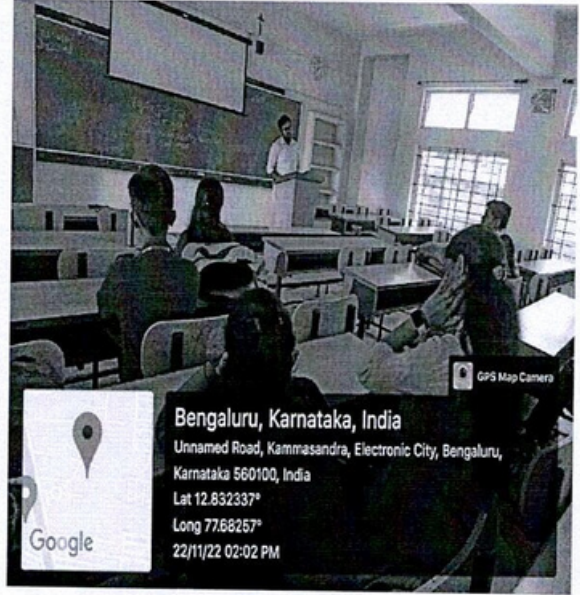 GPS Map Camera
Bengaluru, Karnataka, India
Unnamed Road, Kammasandra, Electronic City, Bengaluru,
Karnataka 560100, India
Lat 12.832337°
Long 77.68257°
22/11/22 02:02 PM
Google